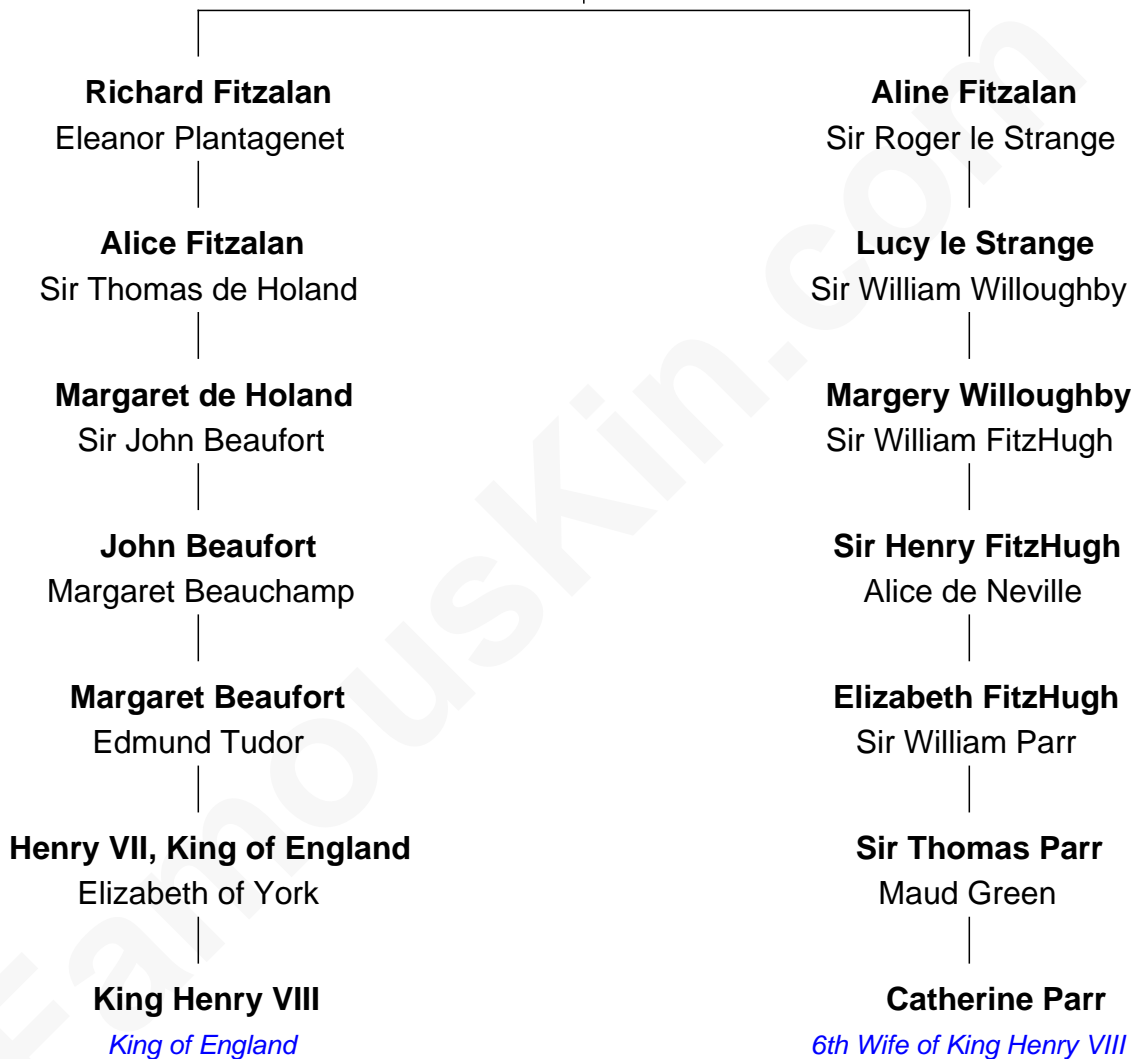 Richard Fitzalan
Eleanor Plantagenet
Aline Fitzalan
Sir Roger le Strange
Alice Fitzalan
Sir Thomas de Holand
Lucy le Strange
Sir William Willoughby
Margaret de Holand
Sir John Beaufort
Margery Willoughby
Sir William FitzHugh
John Beaufort
Margaret Beauchamp
Sir Henry FitzHugh
Alice de Neville
Margaret Beaufort
Edmund Tudor
Elizabeth FitzHugh
Sir William Parr
Henry VII, King of England
Elizabeth of York
Sir Thomas Parr
Maud Green
King Henry VIII
King of England
Catherine Parr
6th Wife of King Henry VIII
FamousKin.com